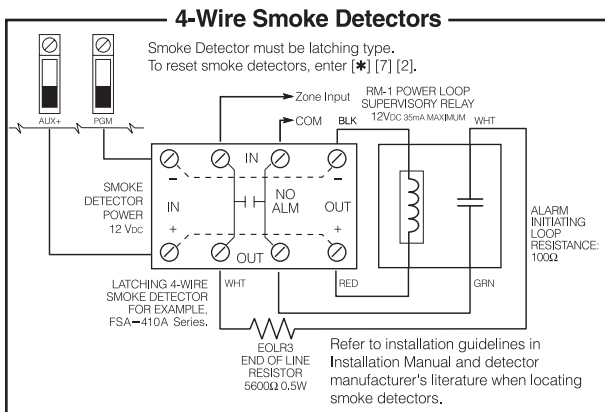 4-Wire Smoke Detectors
Smoke Detector must be latching type.
To reset smoke detectors, enter [✱] [7] [2].
AUX+
PGM
Zone Input
COM
BLK
RM-1 POWER LOOP
SUPERVISORY RELAY
12VDC 35mA MAXIMUM
WHT
SMOKE
DETECTOR
POWER
12 VDC
IN
–
–
IN
+
NO
ALM
OUT
+
OUT
ALARM
INITIATING
LOOP
RESISTANCE:
100Ω
LATCHING 4-WIRE
SMOKE DETECTOR
FOR EXAMPLE,
FSA–410A Series.
WHT
RED
GRN
EOLR3
END OF LINE
RESISTOR
5600Ω 0.5W
Refer to installation guidelines in
Installation Manual and detector
manufacturer's literature when locating
smoke detectors.